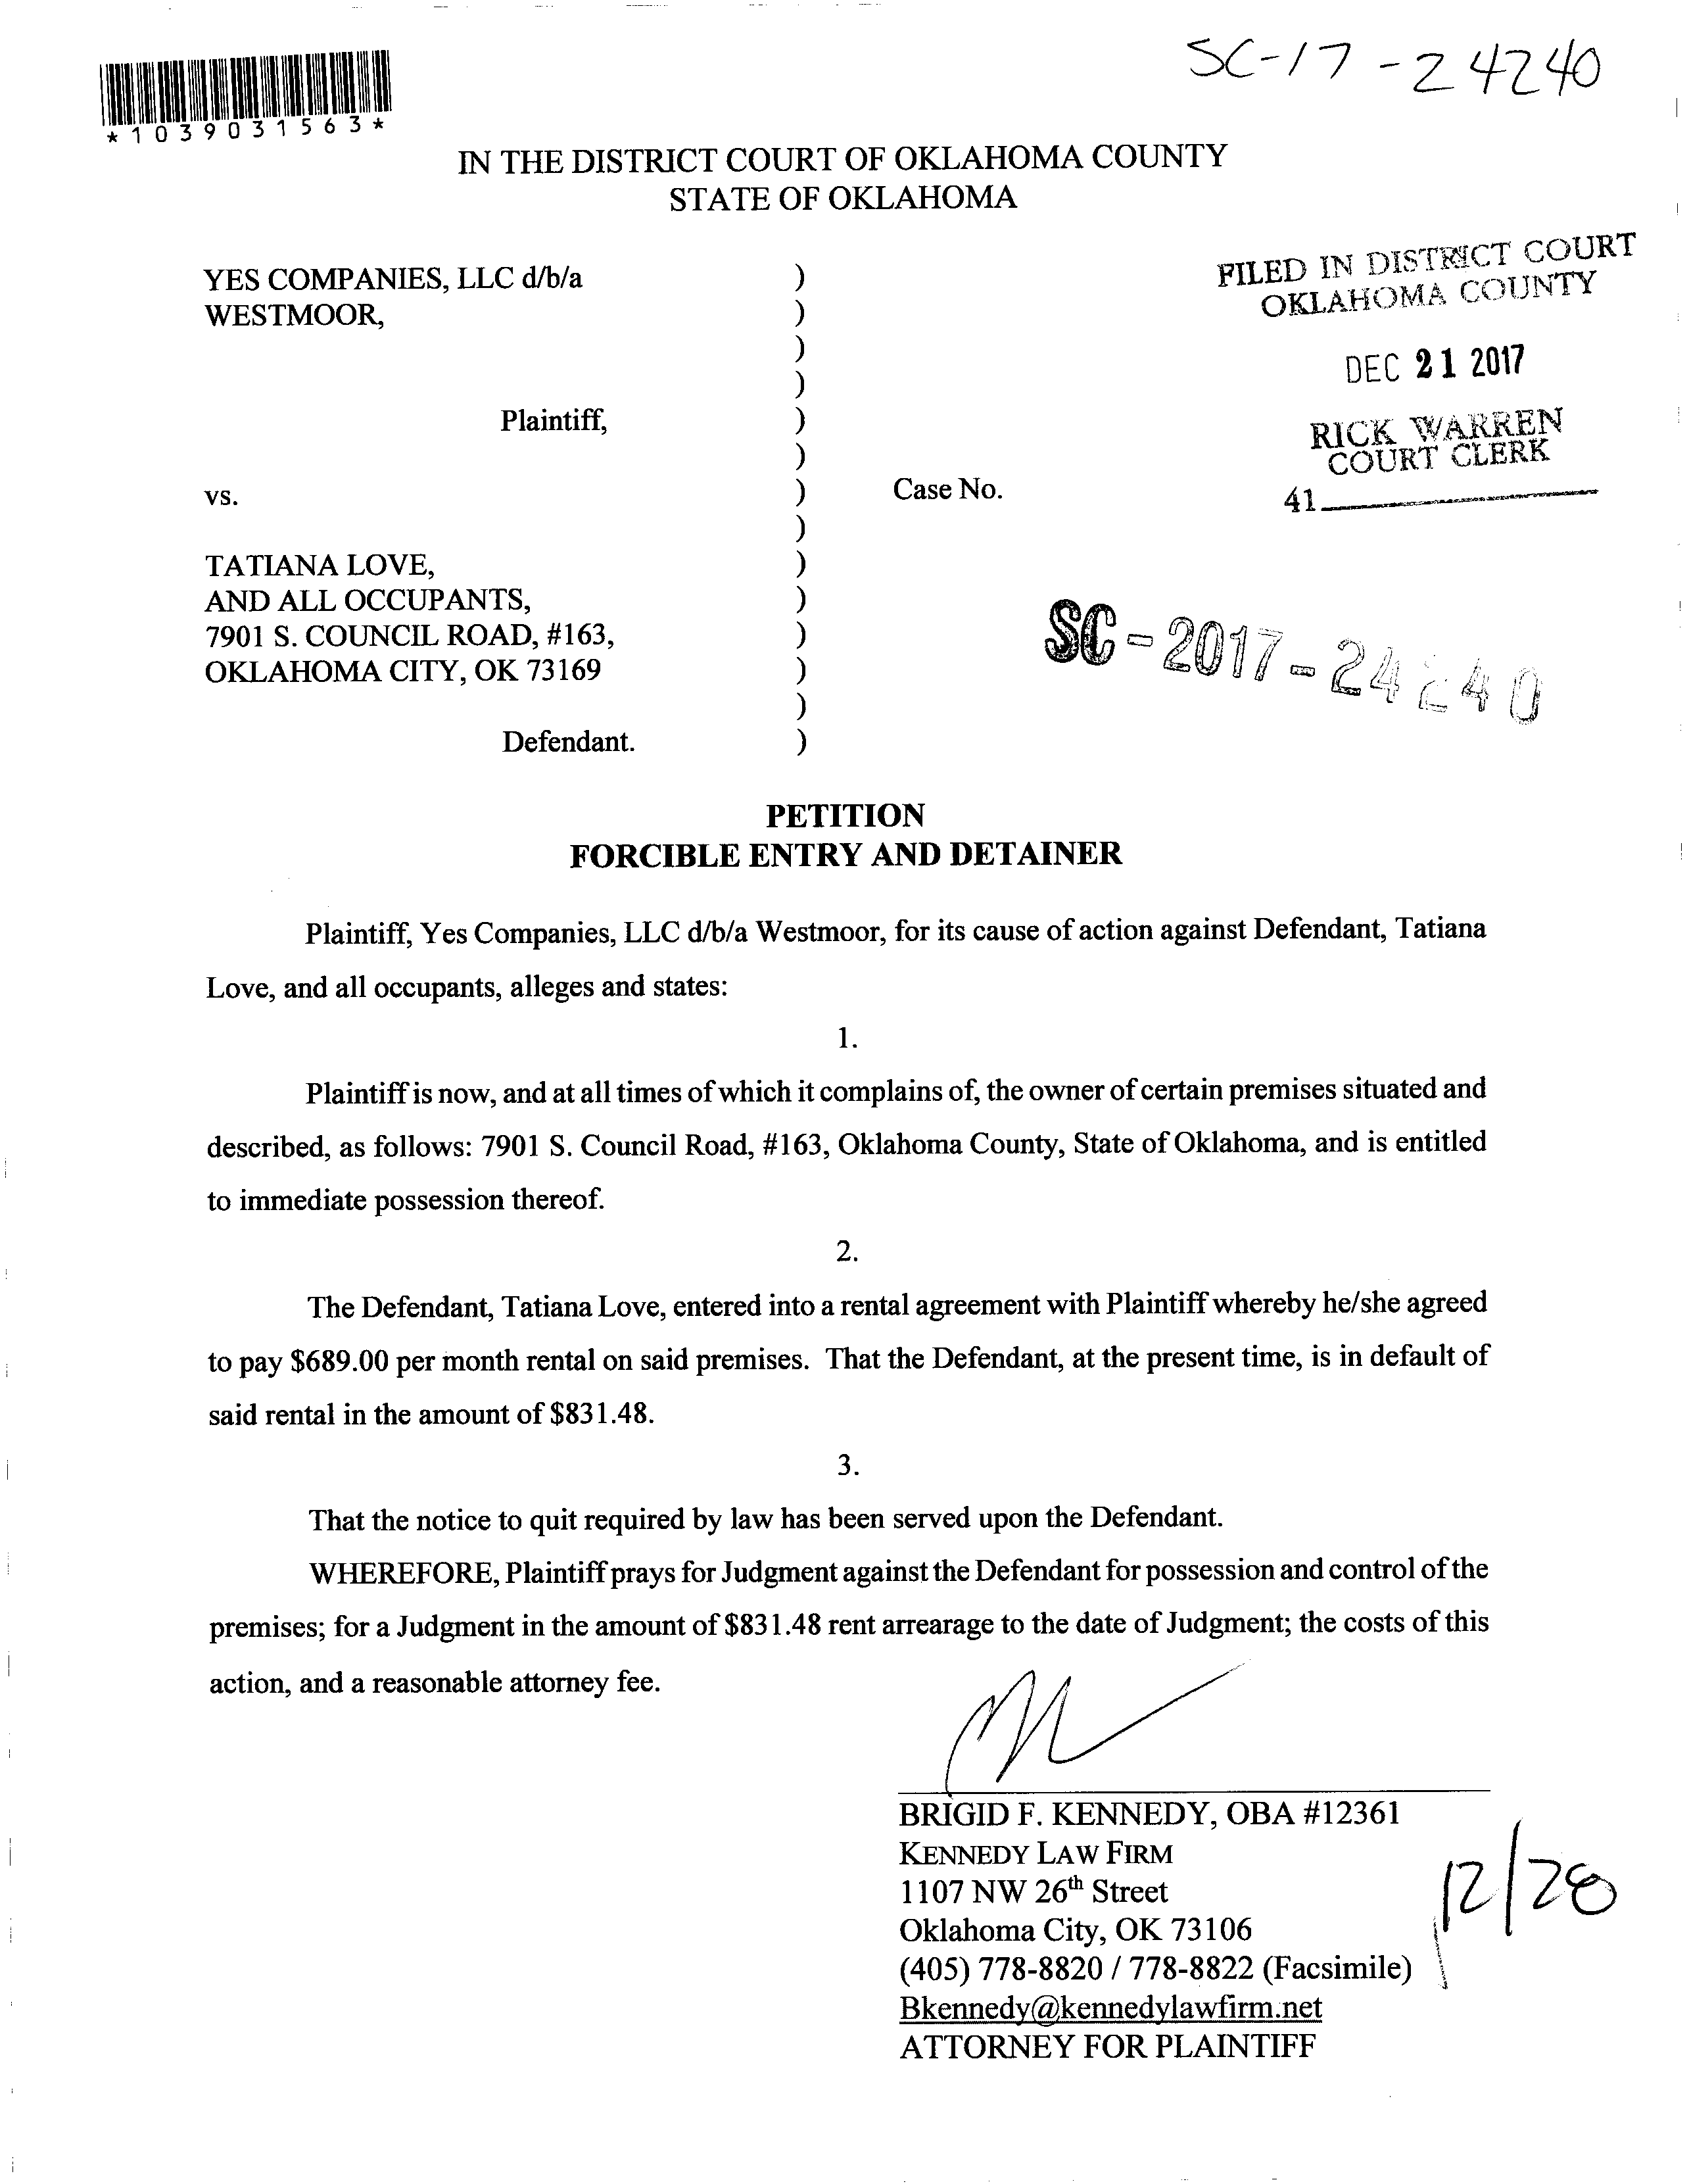 SC-17-24240
*1039031563*
IN THE DISTRICT COURT OF OKLAHOMA COUNTY
STATE OF OKLAHOMA
FILED IN DISTRICT COURT
OKLAHOMA COUNTY
DEC 21 2017
RICK WARREN
COURT CLERK
41
YES COMPANIES, LLC d/b/a )
WESTMOOR, )
)
)
Plaintiff, )
)
vs. ) Case No.
)
TATIANA LOVE, )
AND ALL OCCUPANTS, )
7901 S. COUNCIL ROAD, #163, )
OKLAHOMA CITY, OK 73169 )
)
Defendant. )
SC-2017-24240
PETITION
FORCIBLE ENTRY AND DETAINER
Plaintiff, Yes Companies, LLC d/b/a Westmoor, for its cause of action against Defendant, Tatiana
Love, and all occupants, alleges and states:
1.
Plaintiff is now, and at all times of which it complains of, the owner of certain premises situated and
described, as follows: 7901 S. Council Road, #163, Oklahoma County, State of Oklahoma, and is entitled
to immediate possession thereof.
2.
The Defendant, Tatiana Love, entered into a rental agreement with Plaintiff whereby he/she agreed
to pay $689.00 per month rental on said premises. That the Defendant, at the present time, is in default of
said rental in the amount of $831.48.
3.
That the notice to quit required by law has been served upon the Defendant.
WHEREFORE, Plaintiff prays for Judgment against the Defendant for possession and control of the
premises; for a Judgment in the amount of $831.48 rent arrearage to the date of Judgment; the costs of this
action, and a reasonable attorney fee.
BRIGID F. KENNEDY, OBA #12361
KENNEDY LAW FIRM
1107 NW 26th Street
Oklahoma City, OK 73106
(405) 778-8820 / 778-8822 (Facsimile)
Bkennedy@kennedylawfirm.net
ATTORNEY FOR PLAINTIFF
12/28